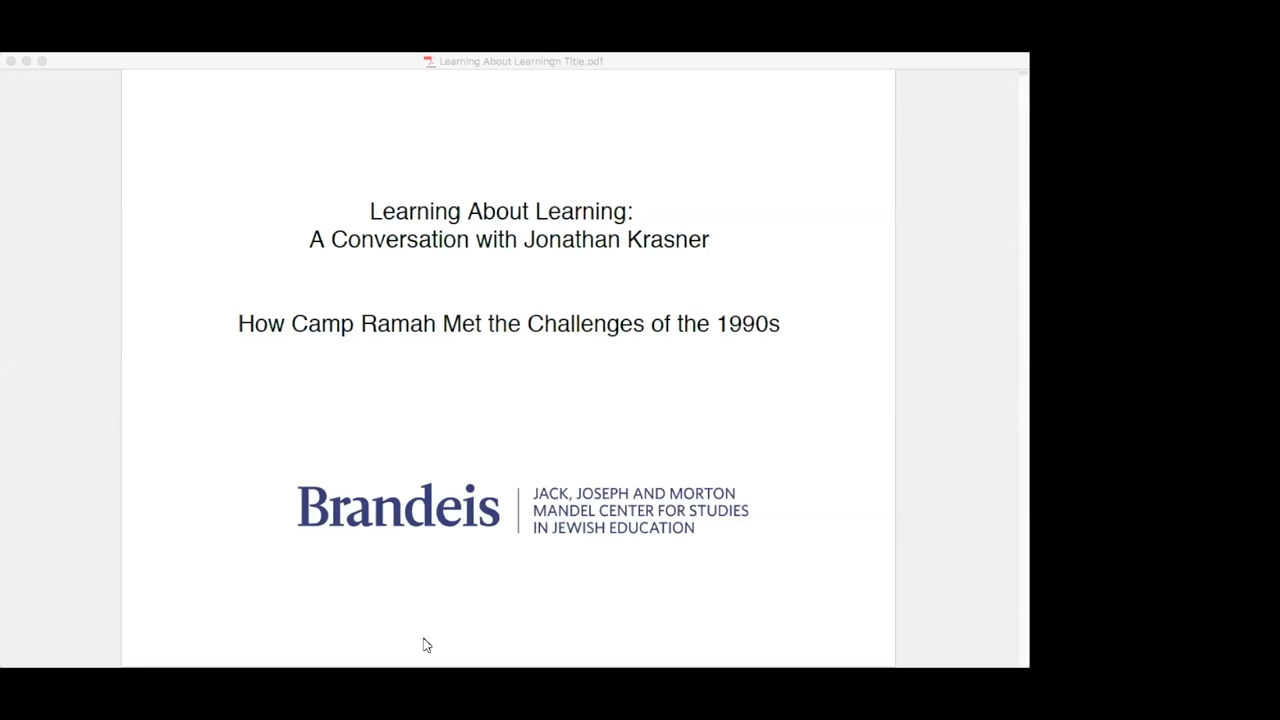 Learning About Learningn Title.pdf
Learning About Learning:
A Conversation with Jonathan Krasner
How Camp Ramah Met the Challenges of the 1990s
Brandeis
JACK, JOSEPH AND MORTON
MANDEL CENTER FOR STUDIES
IN JEWISH EDUCATION